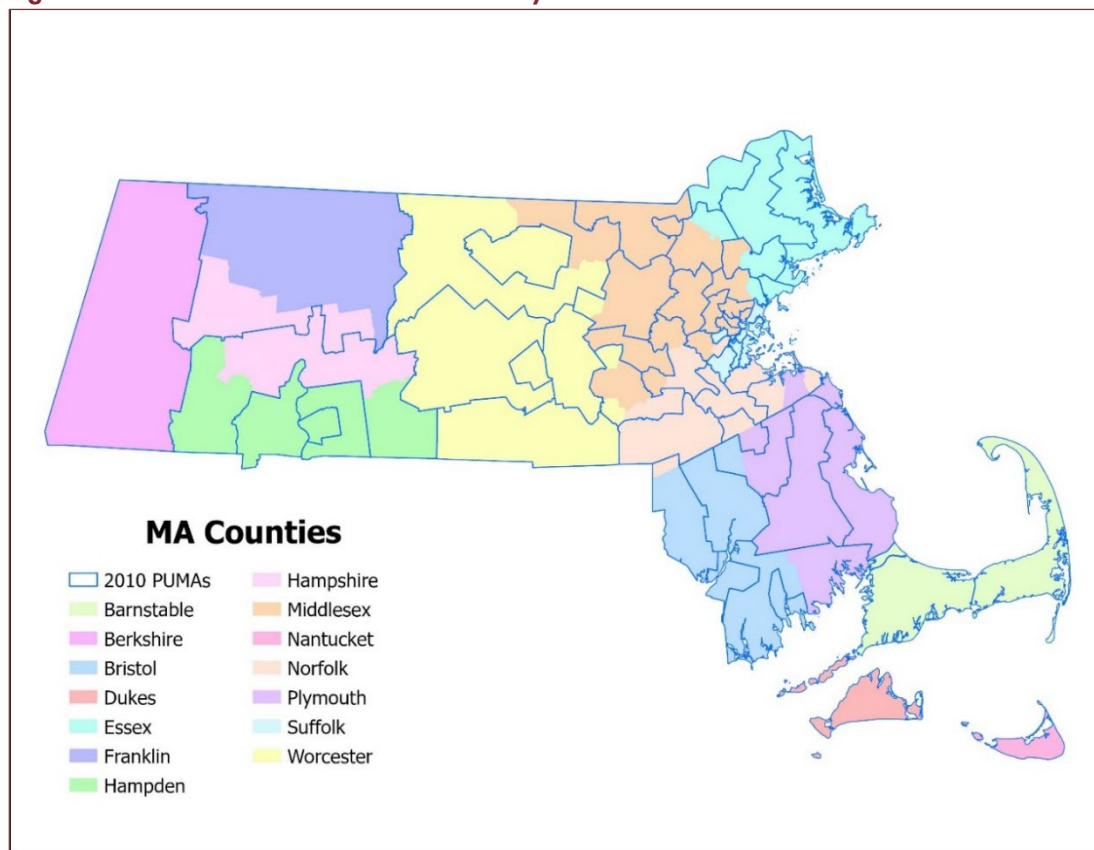 MA Counties
2010 PUMAs
Barnstable
Berkshire
Bristol
Dukes
Essex
Franklin
Hampden
Hampshire
Middlesex
Nantucket
Norfolk
Plymouth
Suffolk
Worcester